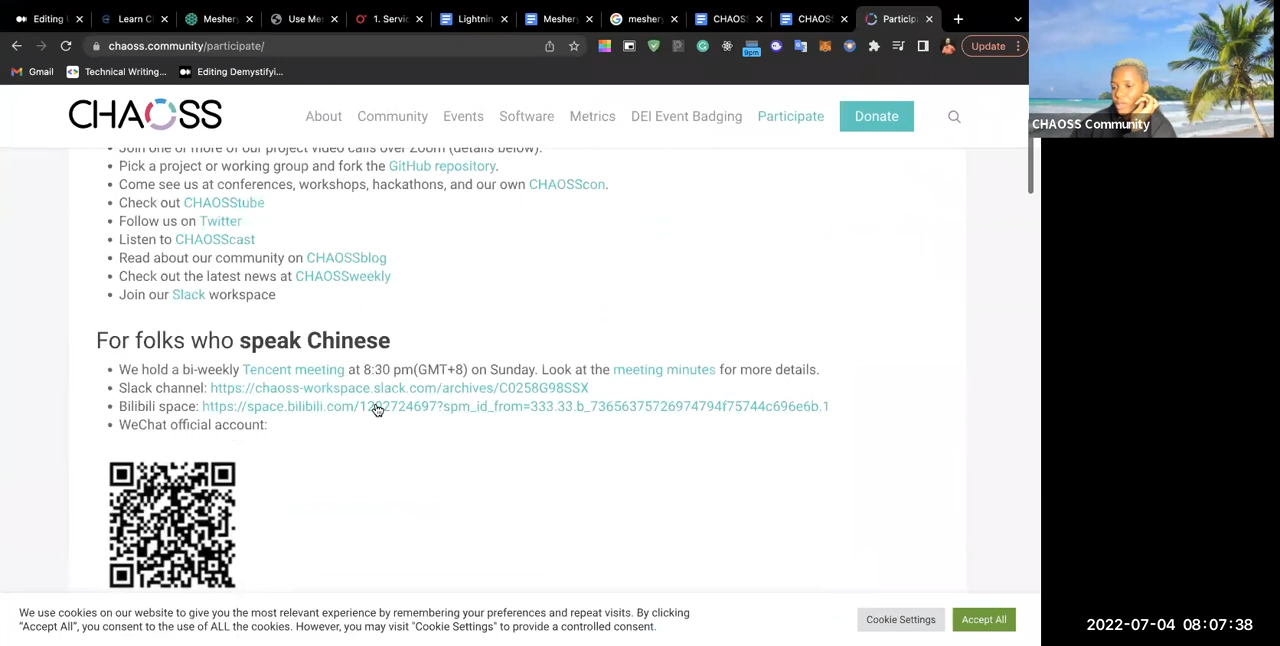 Editing
Learn C
Meshery
Use Mes
1. Servic
Lightnin
Meshery
meshery
CHAOSS
CHAOSS
Particip
chaoss.community/participate/
9pm
Update
Gmail
Technical Writing...
Editing Demystifyi...
CHAOSS
About
Community
Events
Software
Metrics
DEI Event Badging
Participate
Donate
CHAOSS Community
Join one or more of our project video calls over Zoom (details below).
Pick a project or working group and fork the GitHub repository.
Come see us at conferences, workshops, hackathons, and our own CHAOSScon.
Check out CHAOSStube
Follow us on Twitter
Listen to CHAOSScast
Read about our community on CHAOSSblog
Check out the latest news at CHAOSSweekly
Join our Slack workspace
For folks who speak Chinese
We hold a bi-weekly Tencent meeting at 8:30 pm(GMT+8) on Sunday. Look at the meeting minutes for more details.
Slack channel: https://chaoss-workspace.slack.com/archives/C0258G98SSX
Bilibili space:
WeChat official account:
We use cookies on our website to give you the most relevant experience by remembering your preferences and repeat visits. By clicking
"Accept All", you consent to the use of ALL the cookies. However, you may visit "Cookie Settings" to provide a controlled consent.
Cookie Settings
Accept All
2022-07-04 08:07:38